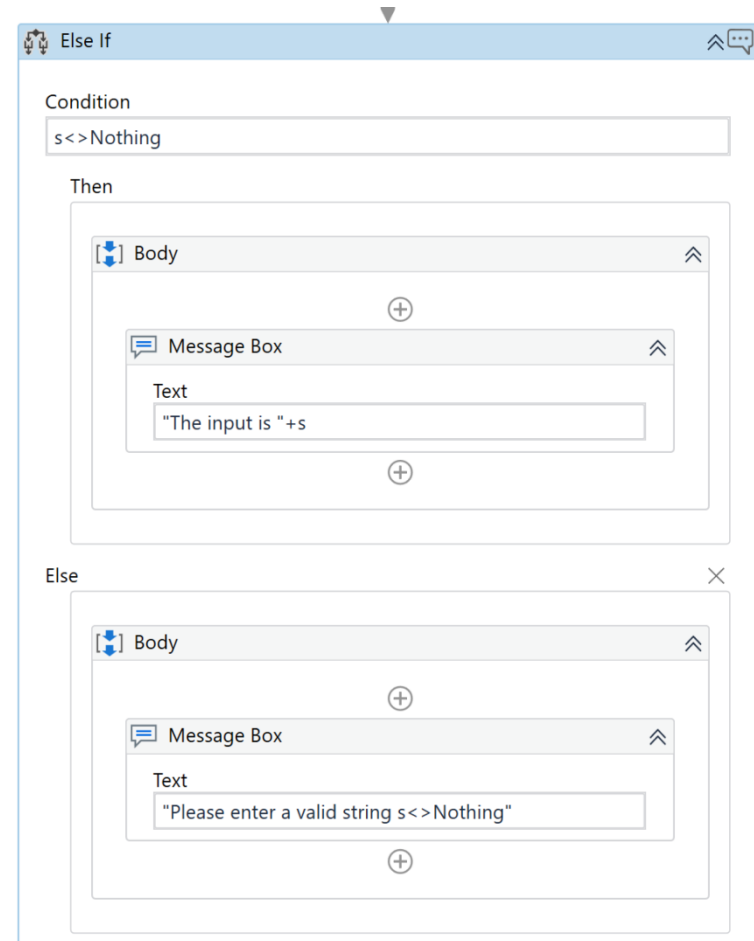 Else If
Condition
s<>Nothing
Then
Body
Message Box
Text
"The input is "+s
Else
Body
Message Box
Text
"Please enter a valid string s<>Nothing"